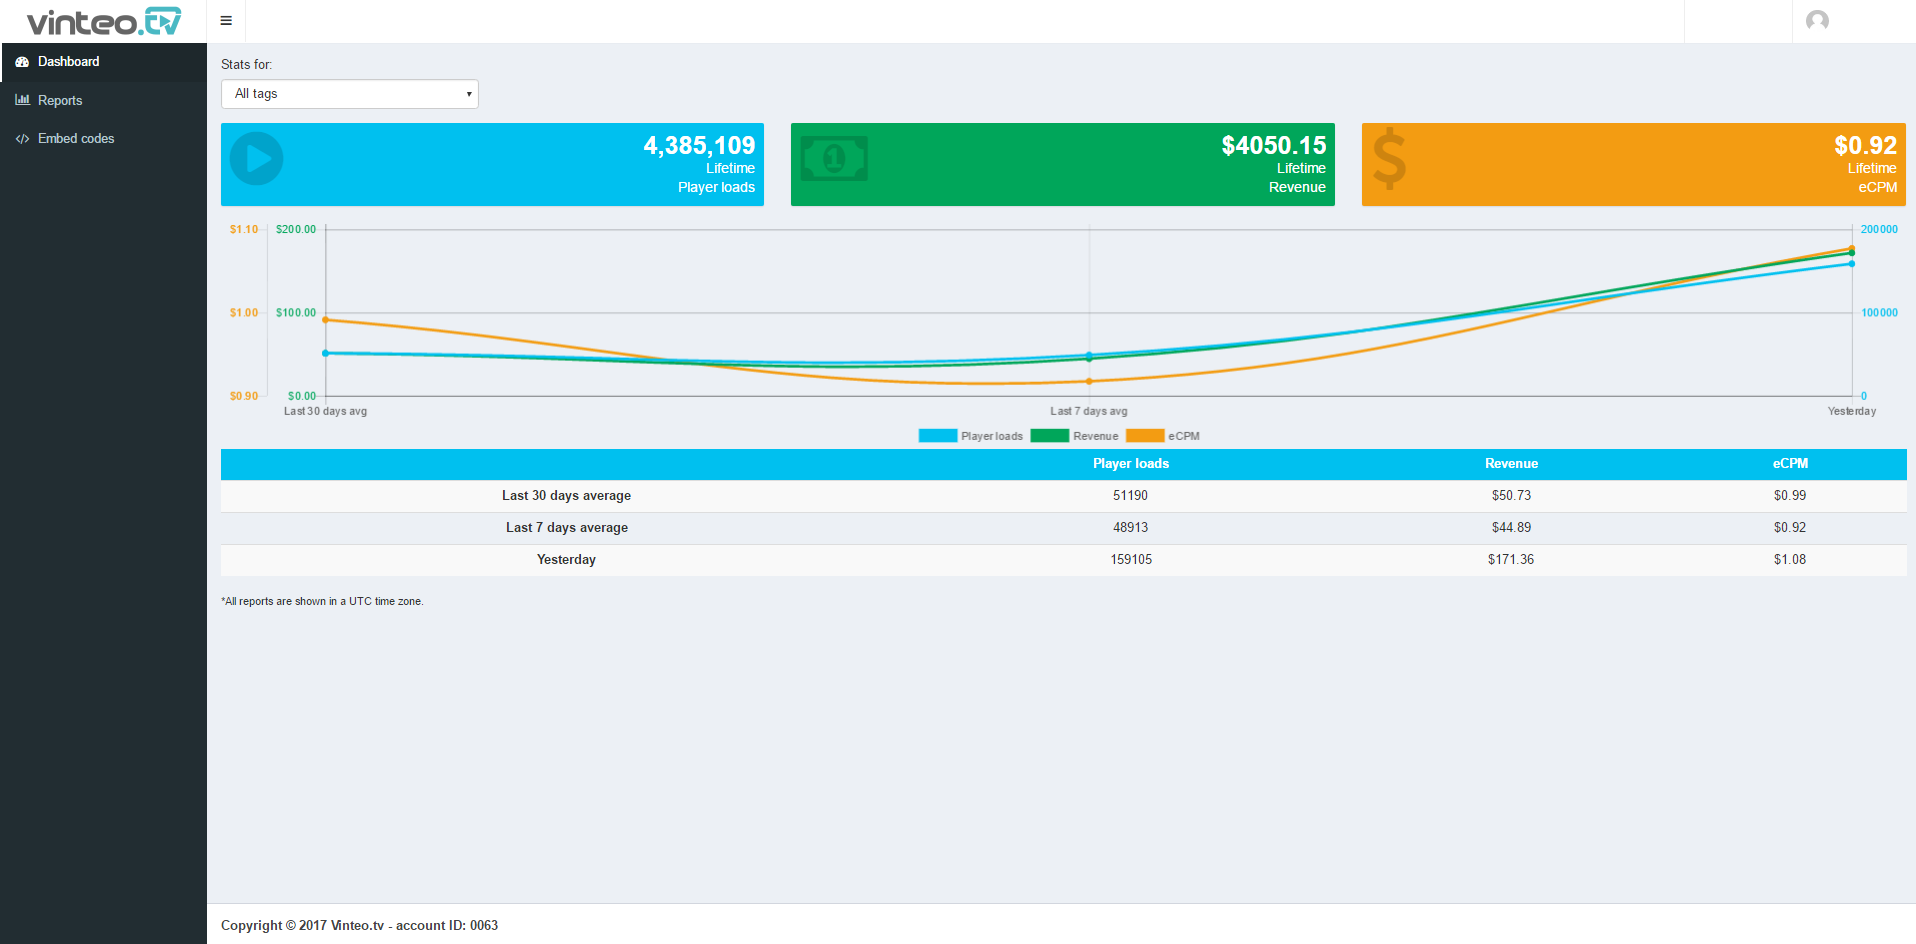 vinteo.tv
Dashboard
Reports
Embed codes
Stats for:
All tags
4,385,109
Lifetime
Player loads
$4050.15
Lifetime
Revenue
$0.92
Lifetime
eCPM
$1.10 $200.00 200000
$1.00 $100.00 100000
$0.90 $0.00 0
Last 30 days avg Last 7 days avg Yesterday
Player loads Revenue eCPM
Player loads Revenue eCPM
Last 30 days average 51190 $50.73 $0.99
Last 7 days average 48913 $44.89 $0.92
Yesterday 159105 $171.36 $1.08
*All reports are shown in a UTC time zone.
Copyright © 2017 Vinteo.tv - account ID: 0063